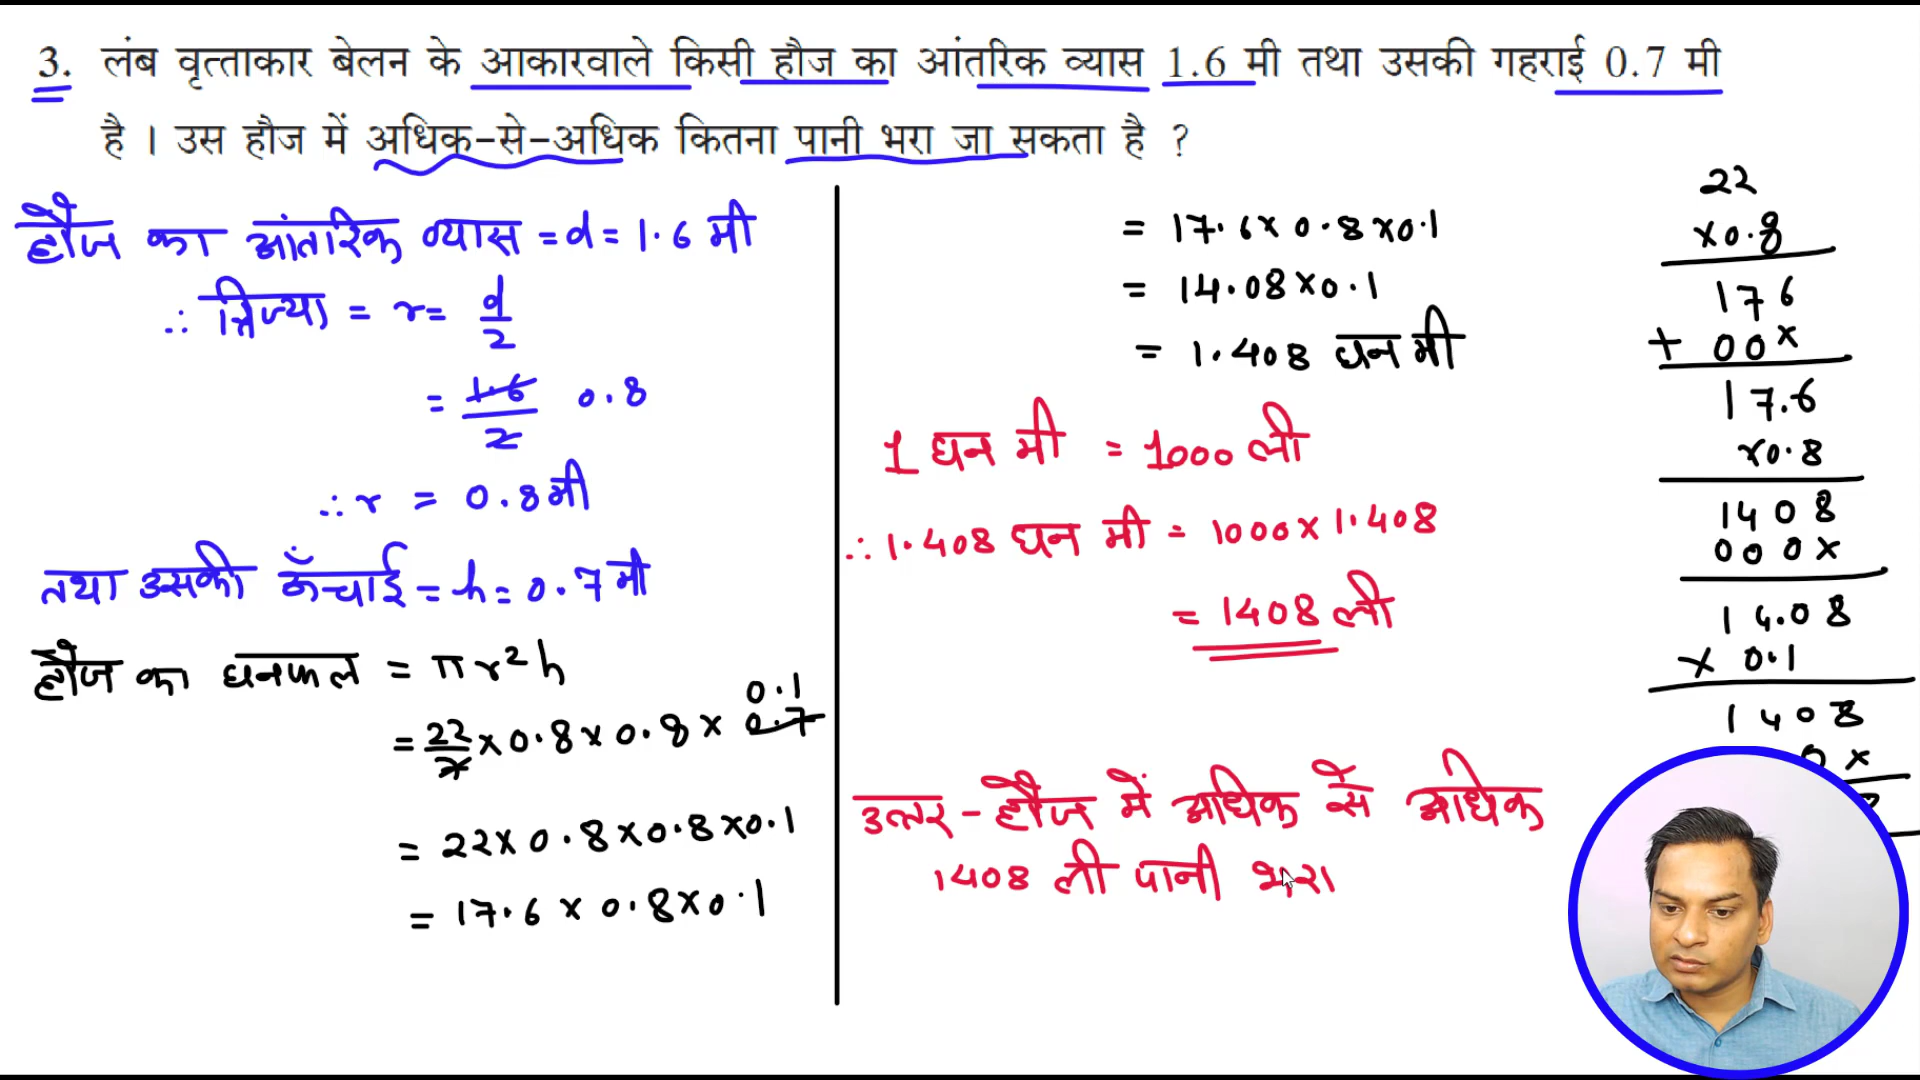 3. लंब वृत्ताकार बेलन के आकारवाले किसी हौज का आंतरिक व्यास 1.6 मी तथा उसकी गहराई 0.7 मी
है । उस हौज में अधिक-से-अधिक कितना पानी भरा जा सकता है ?
हौज का आंतरिक व्यास = d = 1.6 मी
∴ त्रिज्या = r = d/2
= 1.6/2 0.8
∴ r = 0.8 मी
तथा उसकी ऊँचाई = h = 0.7 मी
हौज का घनफल = πr²h
0.1
= 22/7 × 0.8 × 0.8 × 0.7
= 22 × 0.8 × 0.8 × 0.1
= 17.6 × 0.8 × 0.1
= 17.6 × 0.8 × 0.1
= 14.08 × 0.1
= 1.408 घन मी
1 घन मी = 1000 ली
∴ 1.408 घन मी = 1000 × 1.408
= 1408 ली
उत्तर - हौज में अधिक से अधिक
1408 ली पानी भरा
22
×0.8
176
+ 00×
17.6
×0.8
1408
000×
14.08
× 0.1
1408
0×